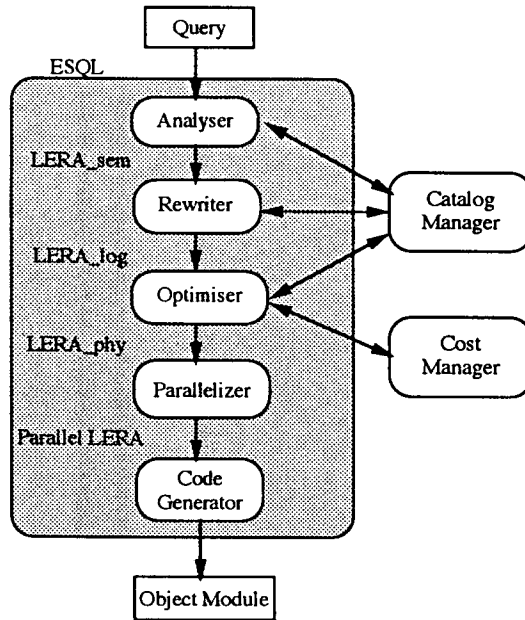 Query
ESQL
Analyser
LERA_sem
Rewriter
Catalog
Manager
LERA_log
Optimiser
LERA_phy
Cost
Manager
Parallelizer
Parallel LERA
Code
Generator
Object Module